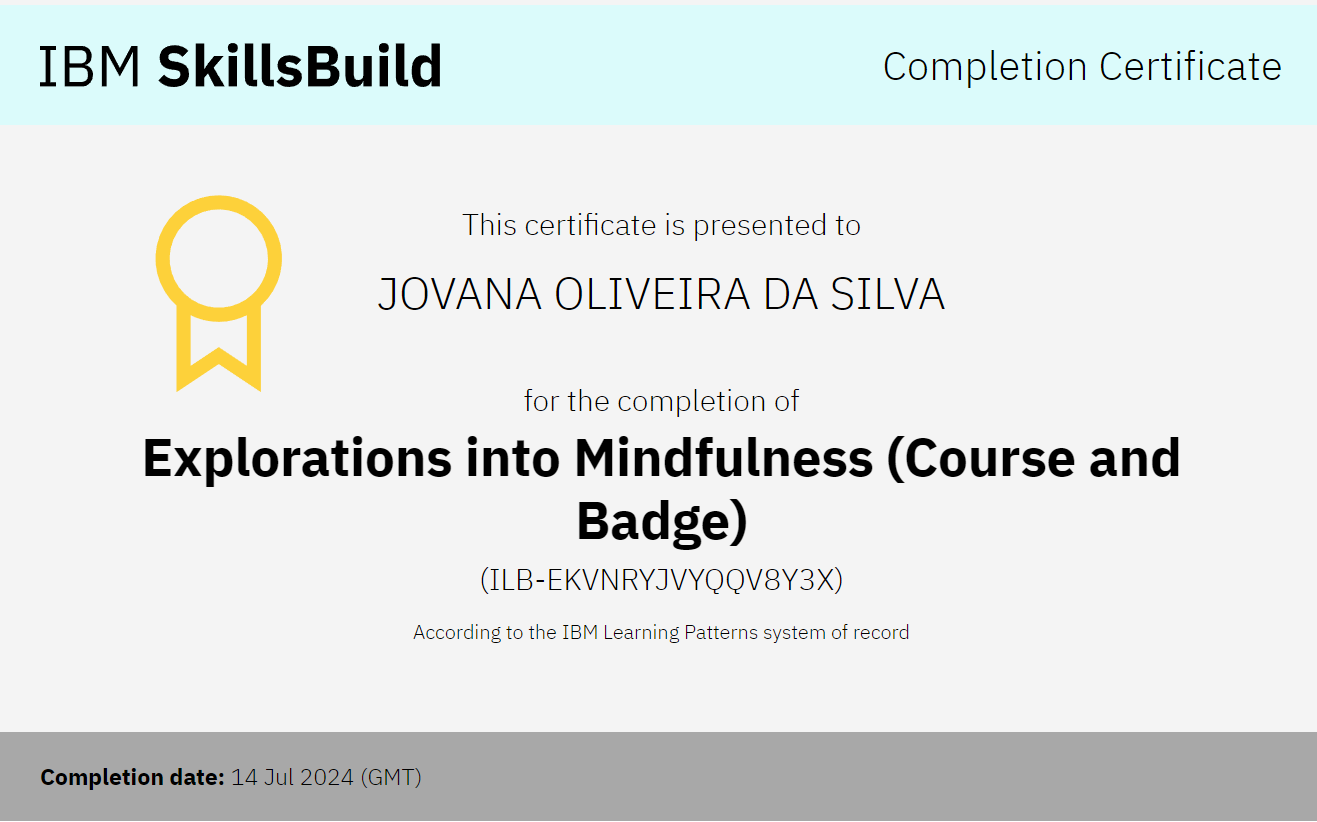 IBM SkillsBuild
Completion Certificate
This certificate is presented to
JOVANA OLIVEIRA DA SILVA
for the completion of
Explorations into Mindfulness (Course and
Badge)
(ILB-EKVNRYJVYQQV8Y3X)
According to the IBM Learning Patterns system of record
Completion date: 14 Jul 2024 (GMT)